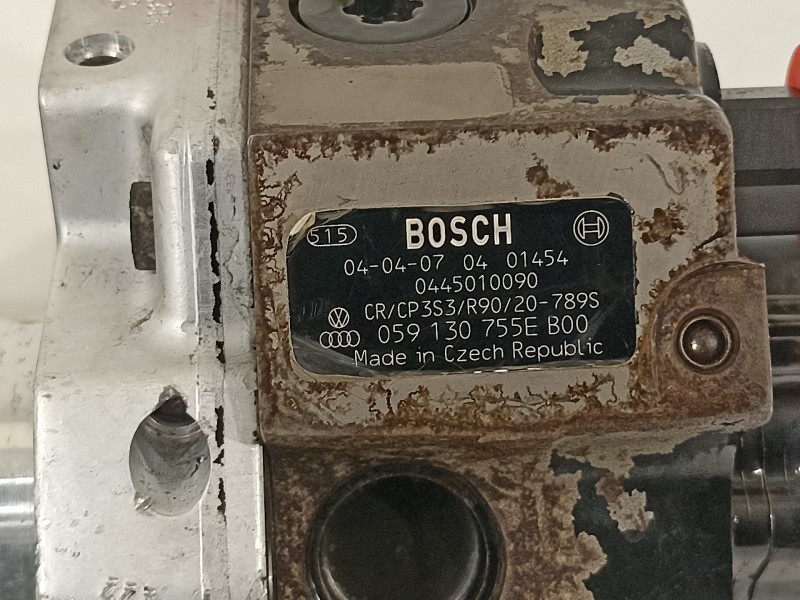 515 BOSCH
04-04-07 04 01454
0445010090
CR/CP3S3/R90/20-789S
059 130 755E B00
Made in Czech Republic